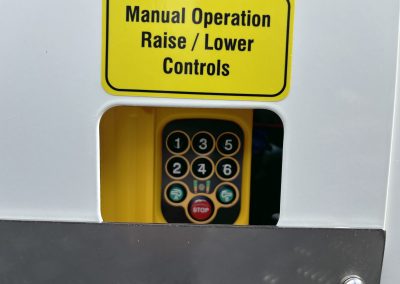 Manual Operation
Raise / Lower
Controls
1 3 5
2 4 6
STOP